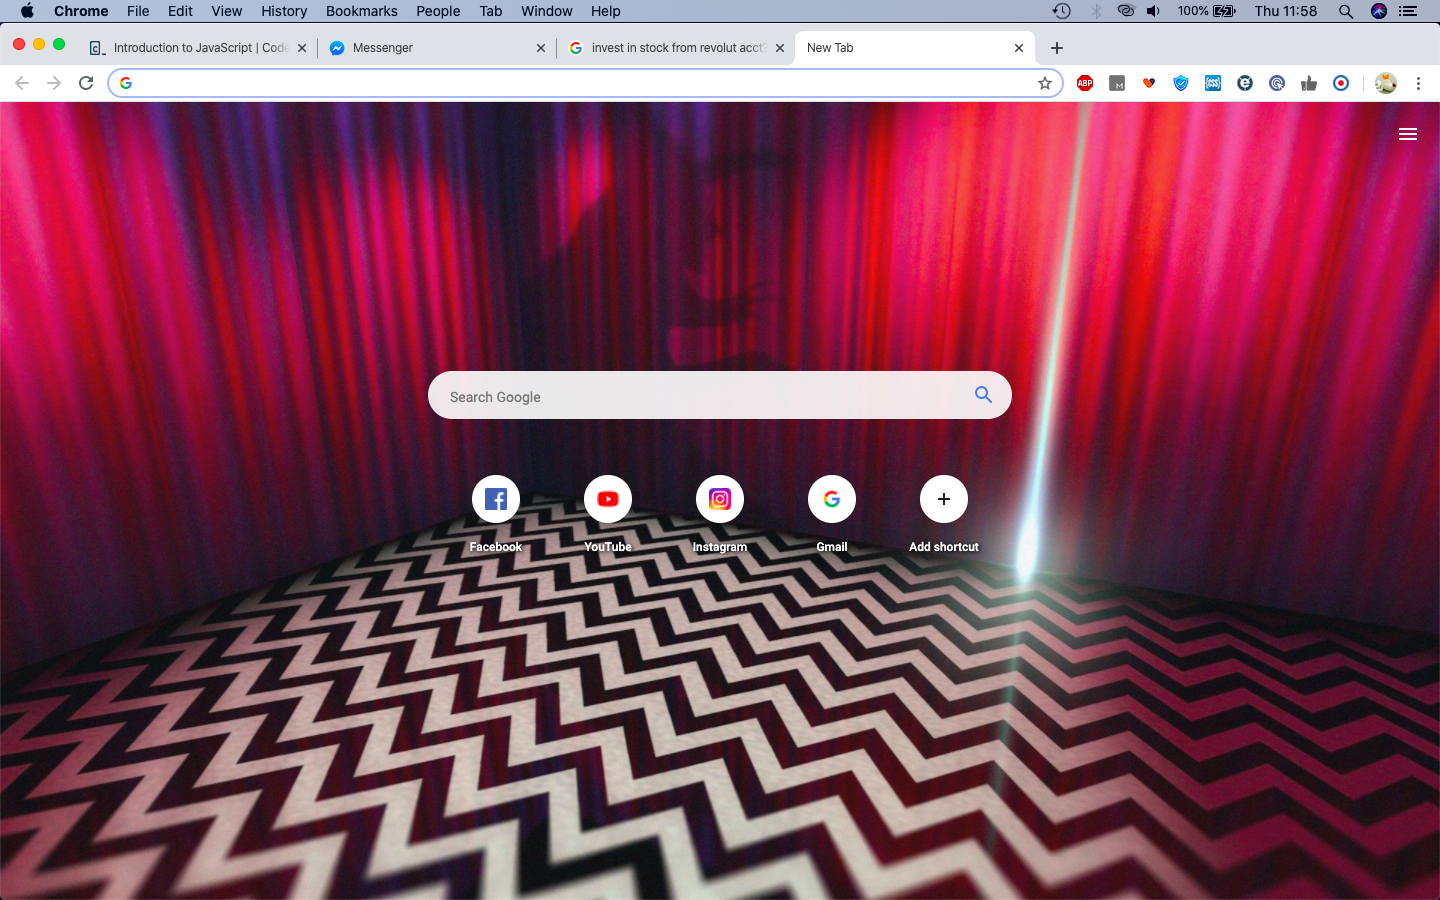 Chrome File Edit View History Bookmarks People Tab Window Help 100% Thu 11:58
Introduction to JavaScript | Code Messenger invest in stock from revolut acct New Tab
ABP M
Search Google
Facebook YouTube Instagram Gmail Add shortcut